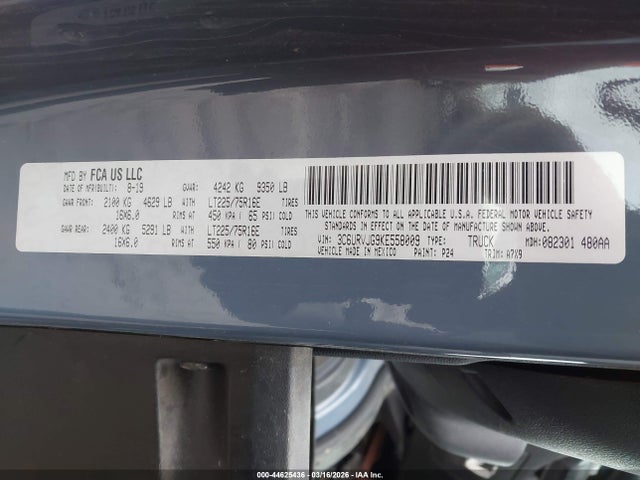 MFD BY FCA US LLC
DATE OF MFR(BUILT): 8-19 GVWR: 4242 KG 9350 LB
GAWR FRONT: 2100 KG 4629 LB WITH LT225/75R16E TIRES
16X6.0 RIMS AT 450 KPA / 65 PSI COLD
GAWR REAR: 2400 KG 5291 LB WITH LT225/75R16E TIRES
16X6.0 RIMS AT 550 KPA / 80 PSI COLD
THIS VEHICLE CONFORMS TO ALL APPLICABLE U.S.A. FEDERAL MOTOR VEHICLE SAFETY
STANDARDS IN EFFECT ON THE DATE OF MANUFACTURE SHOWN ABOVE.
VIN: 3C6URVJG9KE558009 TYPE: TRUCK MDH: 082301 480AA
VEHICLE MADE IN MEXICO PAINT: P24 TRIM: A7X9
000-44625436 - 03/16/2026 - IAA Inc.